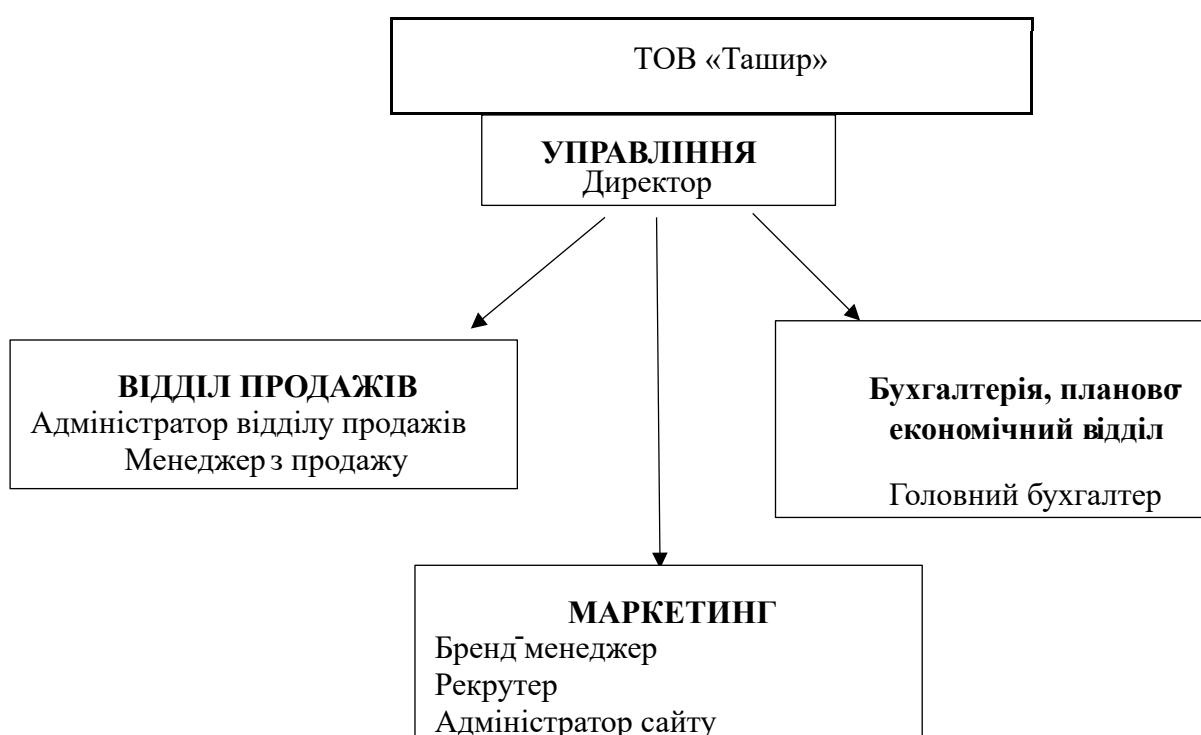 ТОВ «Ташир»
УПРАВЛІННЯ
Директор
ВІДДІЛ ПРОДАЖІВ
Адміністратор відділу продажів
Менеджер з продажу
Бухгалтерія, планово-
економічний відділ
Головний бухгалтер
МАРКЕТИНГ
Бренд-менеджер
Рекрутер
Адміністратор сайту